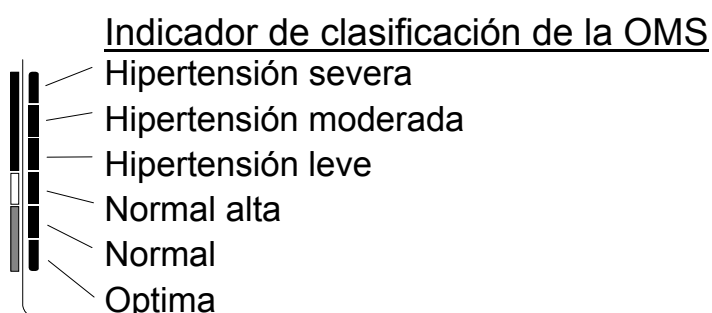 Indicador de clasificación de la OMS
Hipertensión severa
Hipertensión moderada
Hipertensión leve
Normal alta
Normal
Optima